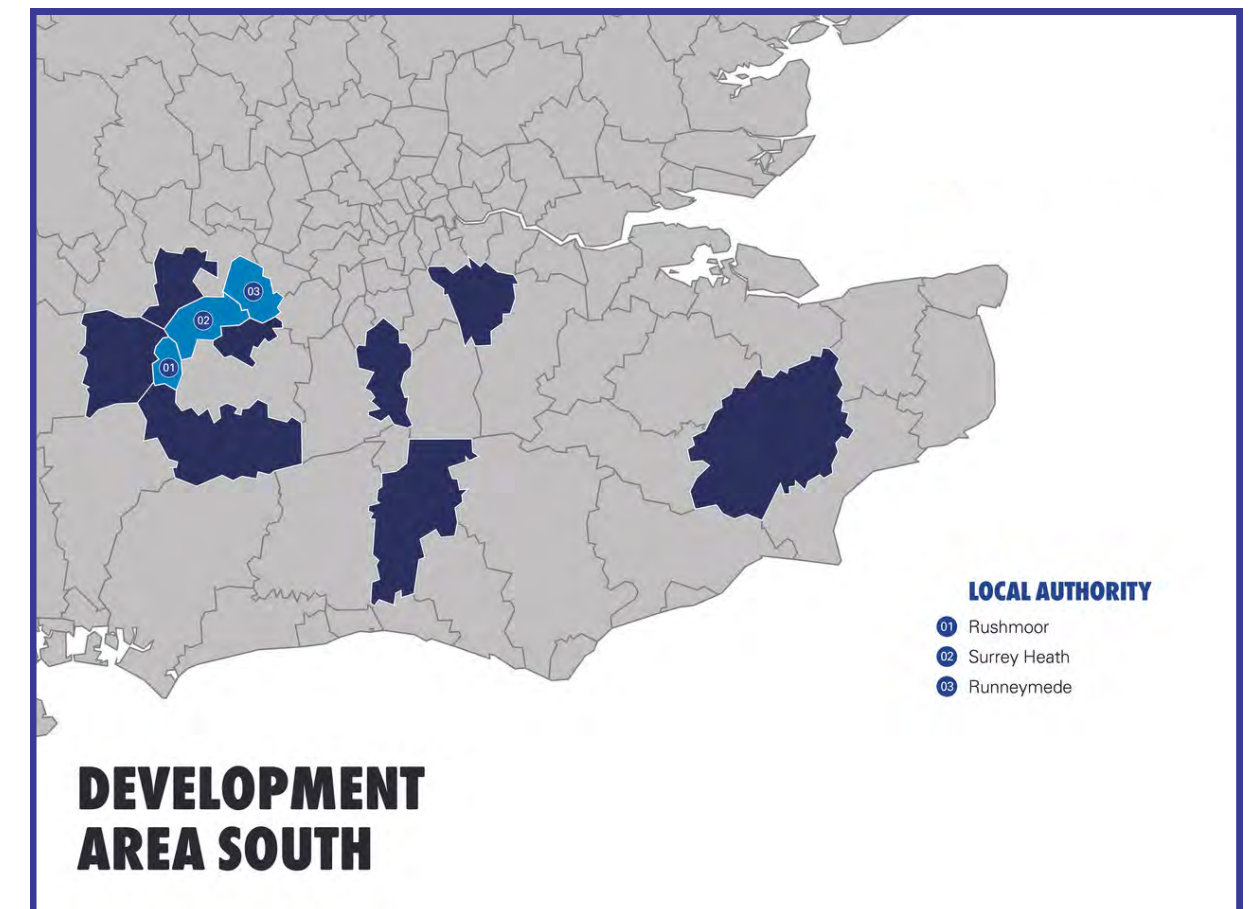 03
02
01
LOCAL AUTHORITY
01 Rushmoor
02 Surrey Heath
03 Runneymede
DEVELOPMENT
AREA SOUTH